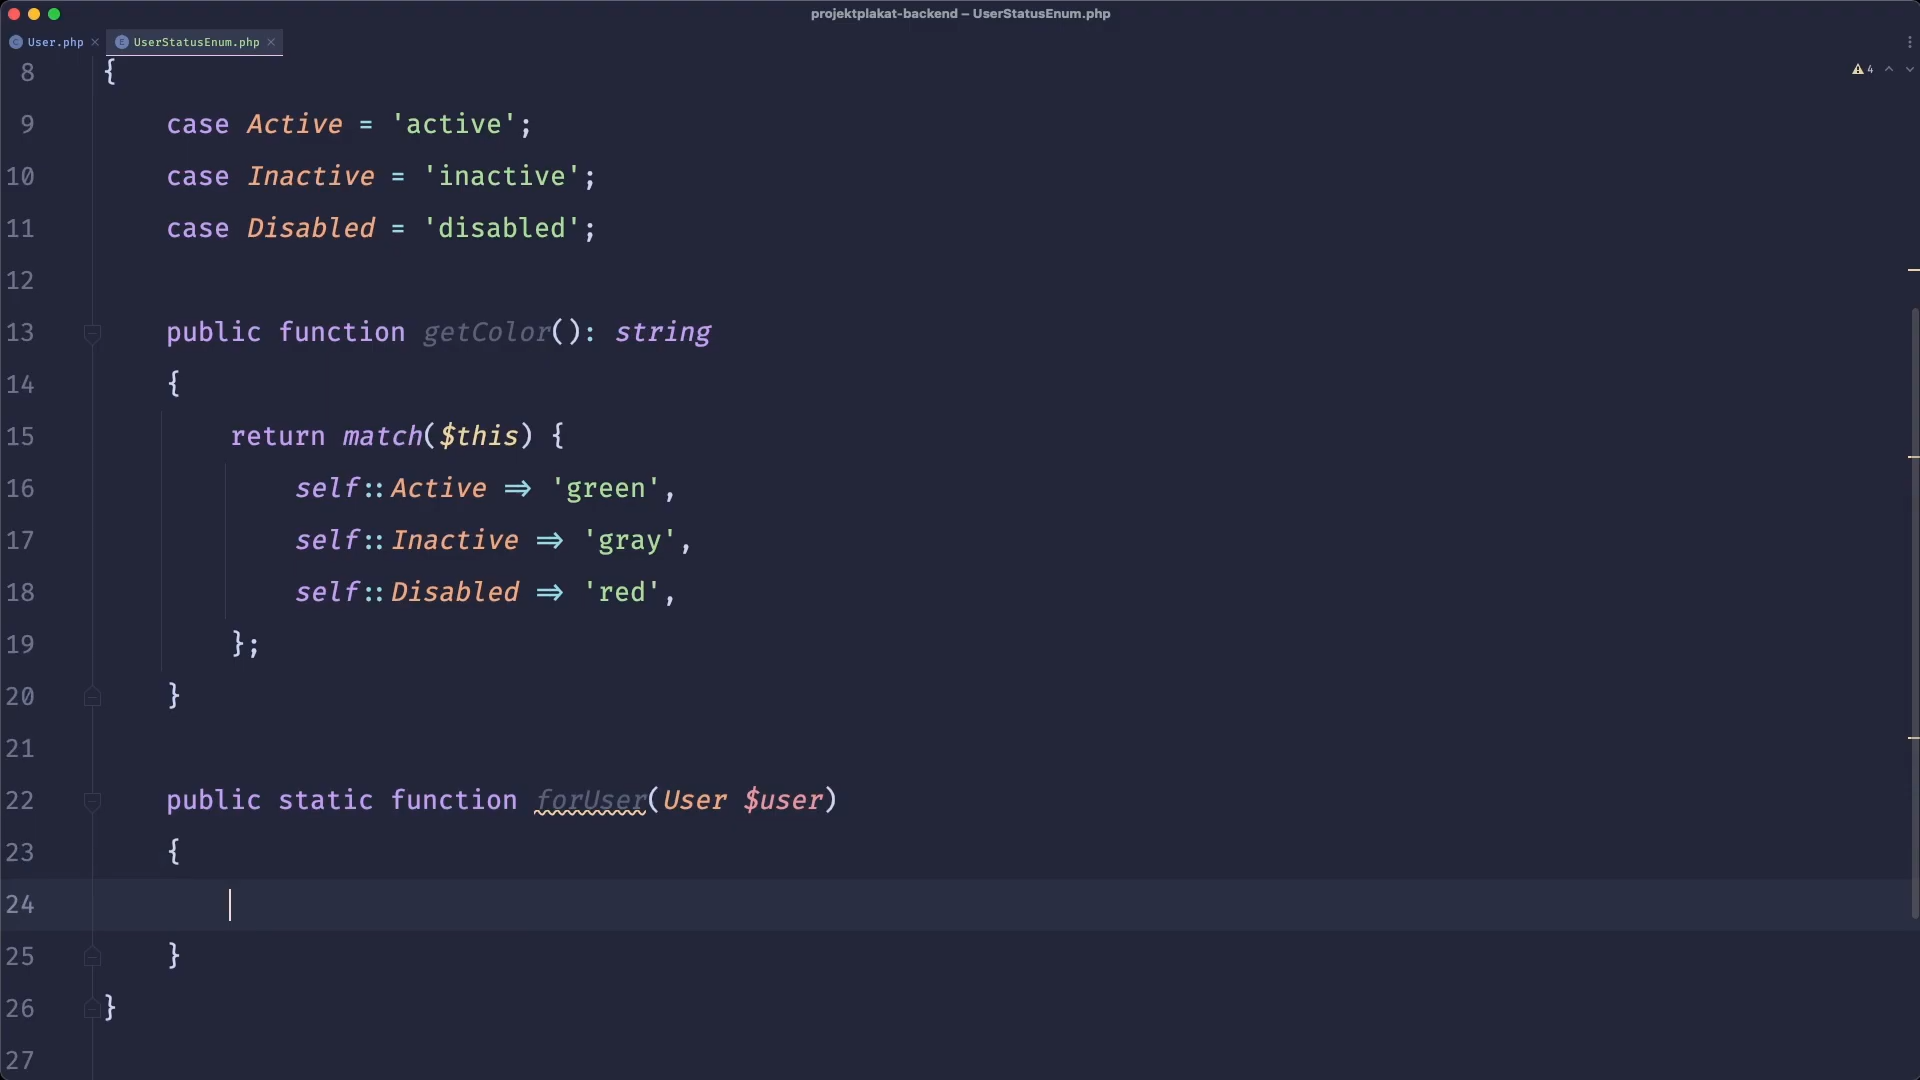 projektplakat-backend – UserStatusEnum.php
User.php UserStatusEnum.php
4
8 {
9 case Active = 'active';
10 case Inactive = 'inactive';
11 case Disabled = 'disabled';
12
13 public function getColor(): string
14 {
15 return match($this) {
16 self::Active => 'green',
17 self::Inactive => 'gray',
18 self::Disabled => 'red',
19 };
20 }
21
22 public static function forUser(User $user)
23 {
24
25 }
26 }
27